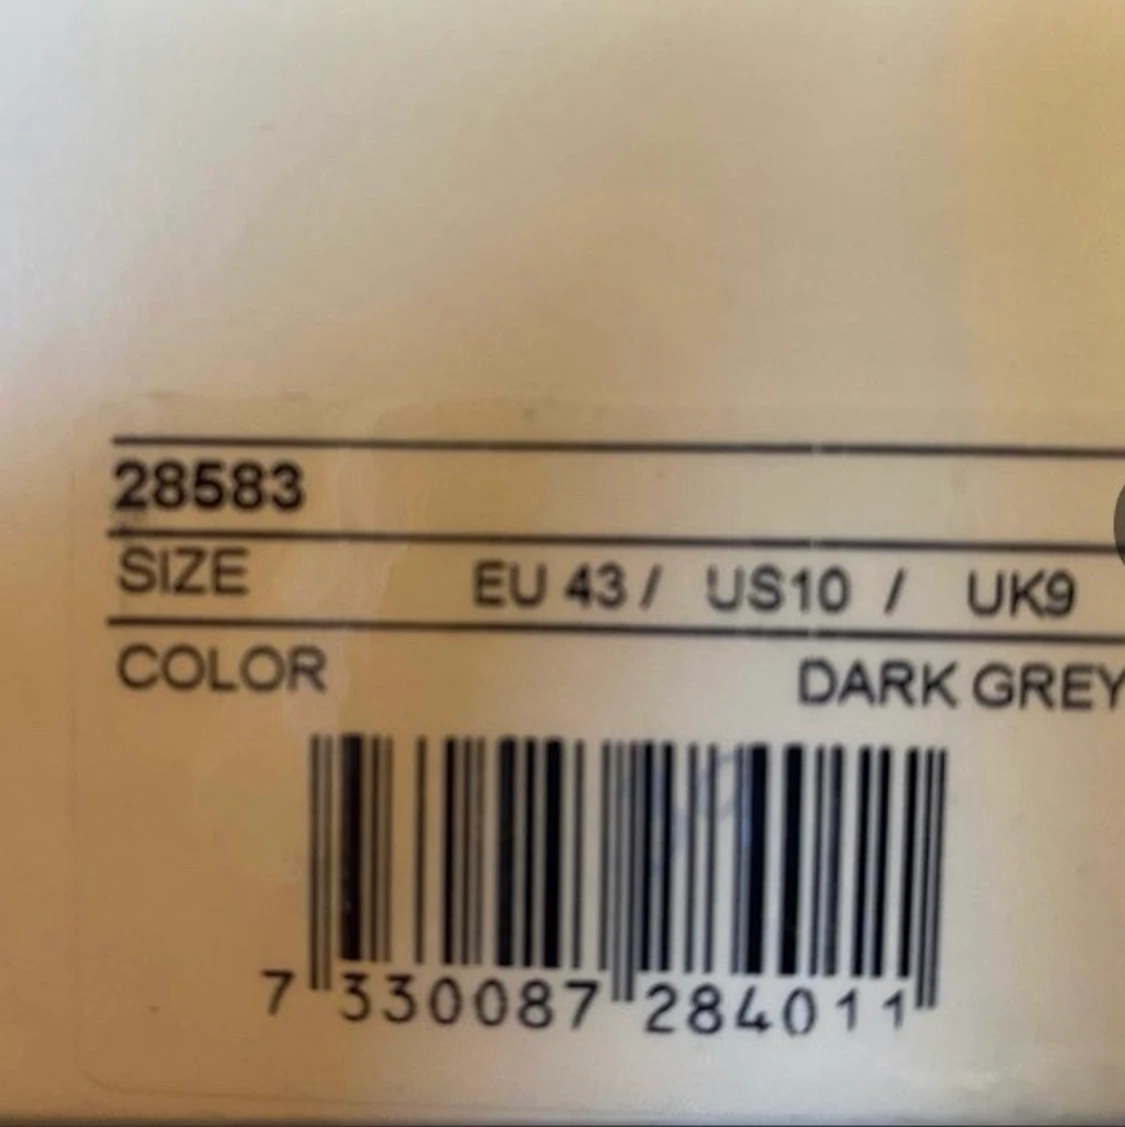 28583
SIZE EU 43 / US10 / UK9
COLOR DARK GREY
7 330087 284011